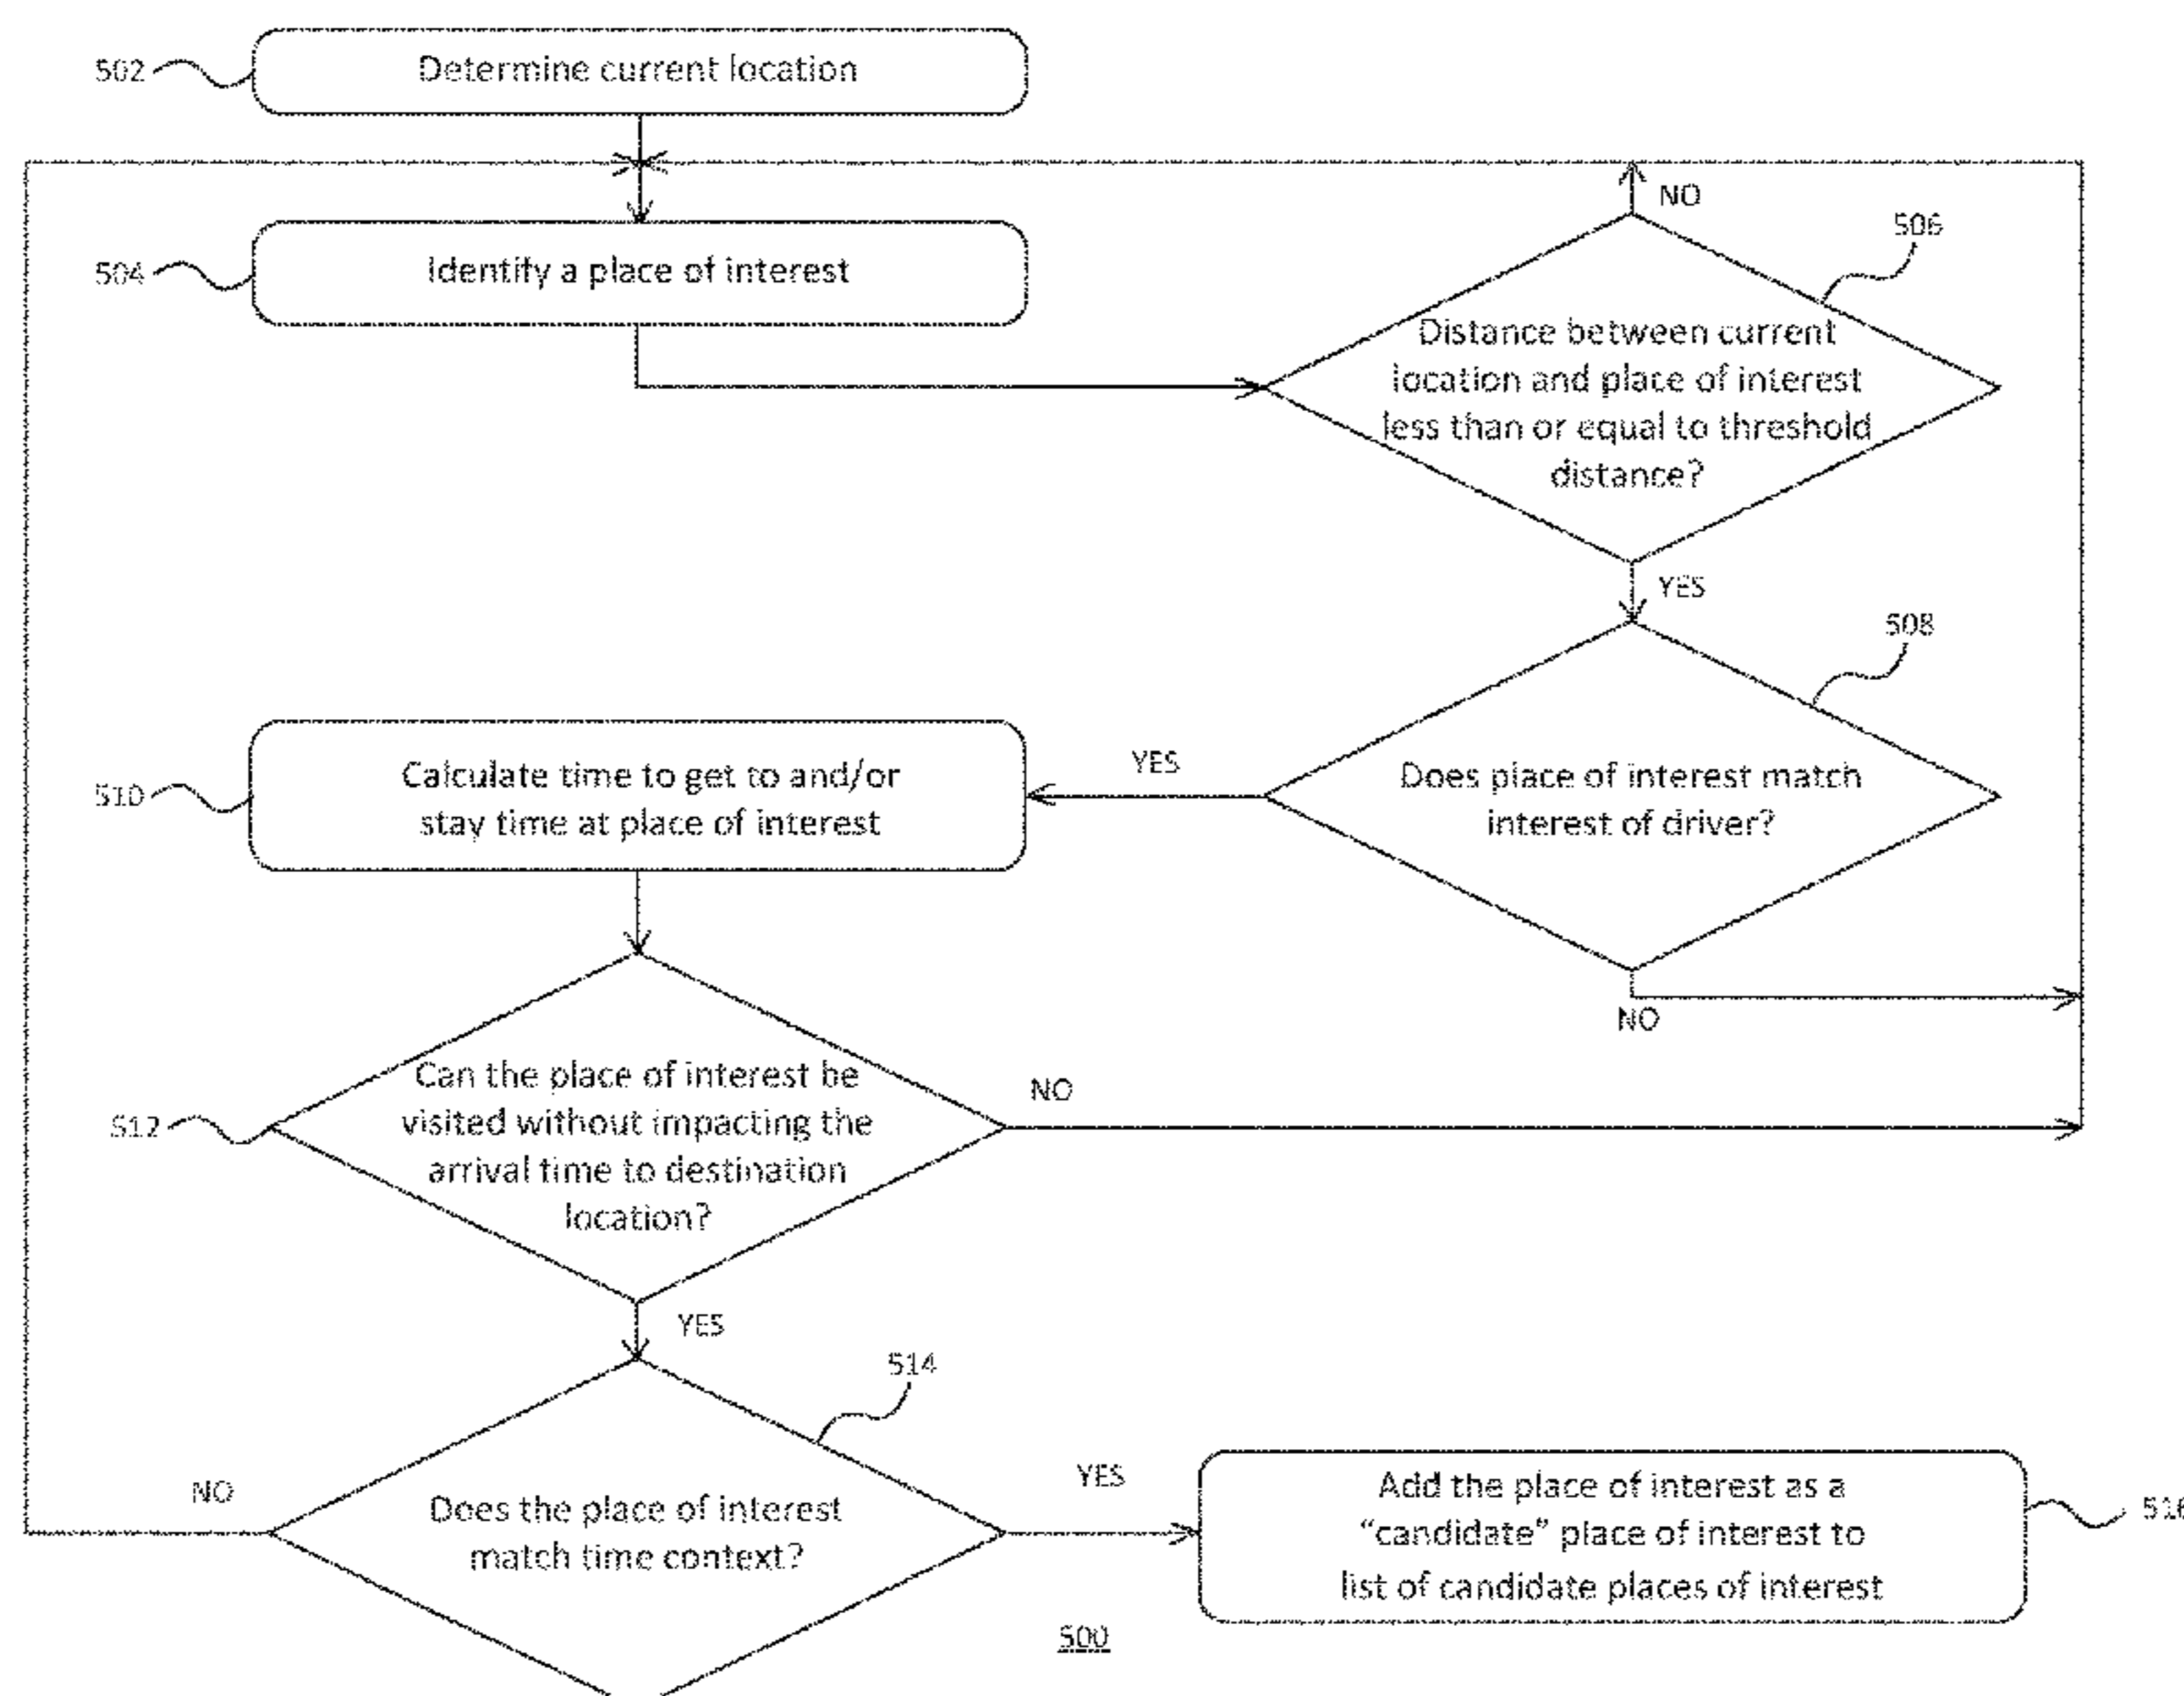 502
Determine current location
504
Identify a place of interest
NO
506
Distance between current
location and place of interest
less than or equal to threshold
distance?
YES
508
Does place of interest match
interest of driver?
YES
NO
510
Calculate time to get to and/or
stay time at place of interest
512
Can the place of interest be
visited without impacting the
arrival time to destination
location?
NO
YES
514
Does the place of interest
match time context?
NO
YES
Add the place of interest as a
“candidate” place of interest to
list of candidate places of interest
516
500